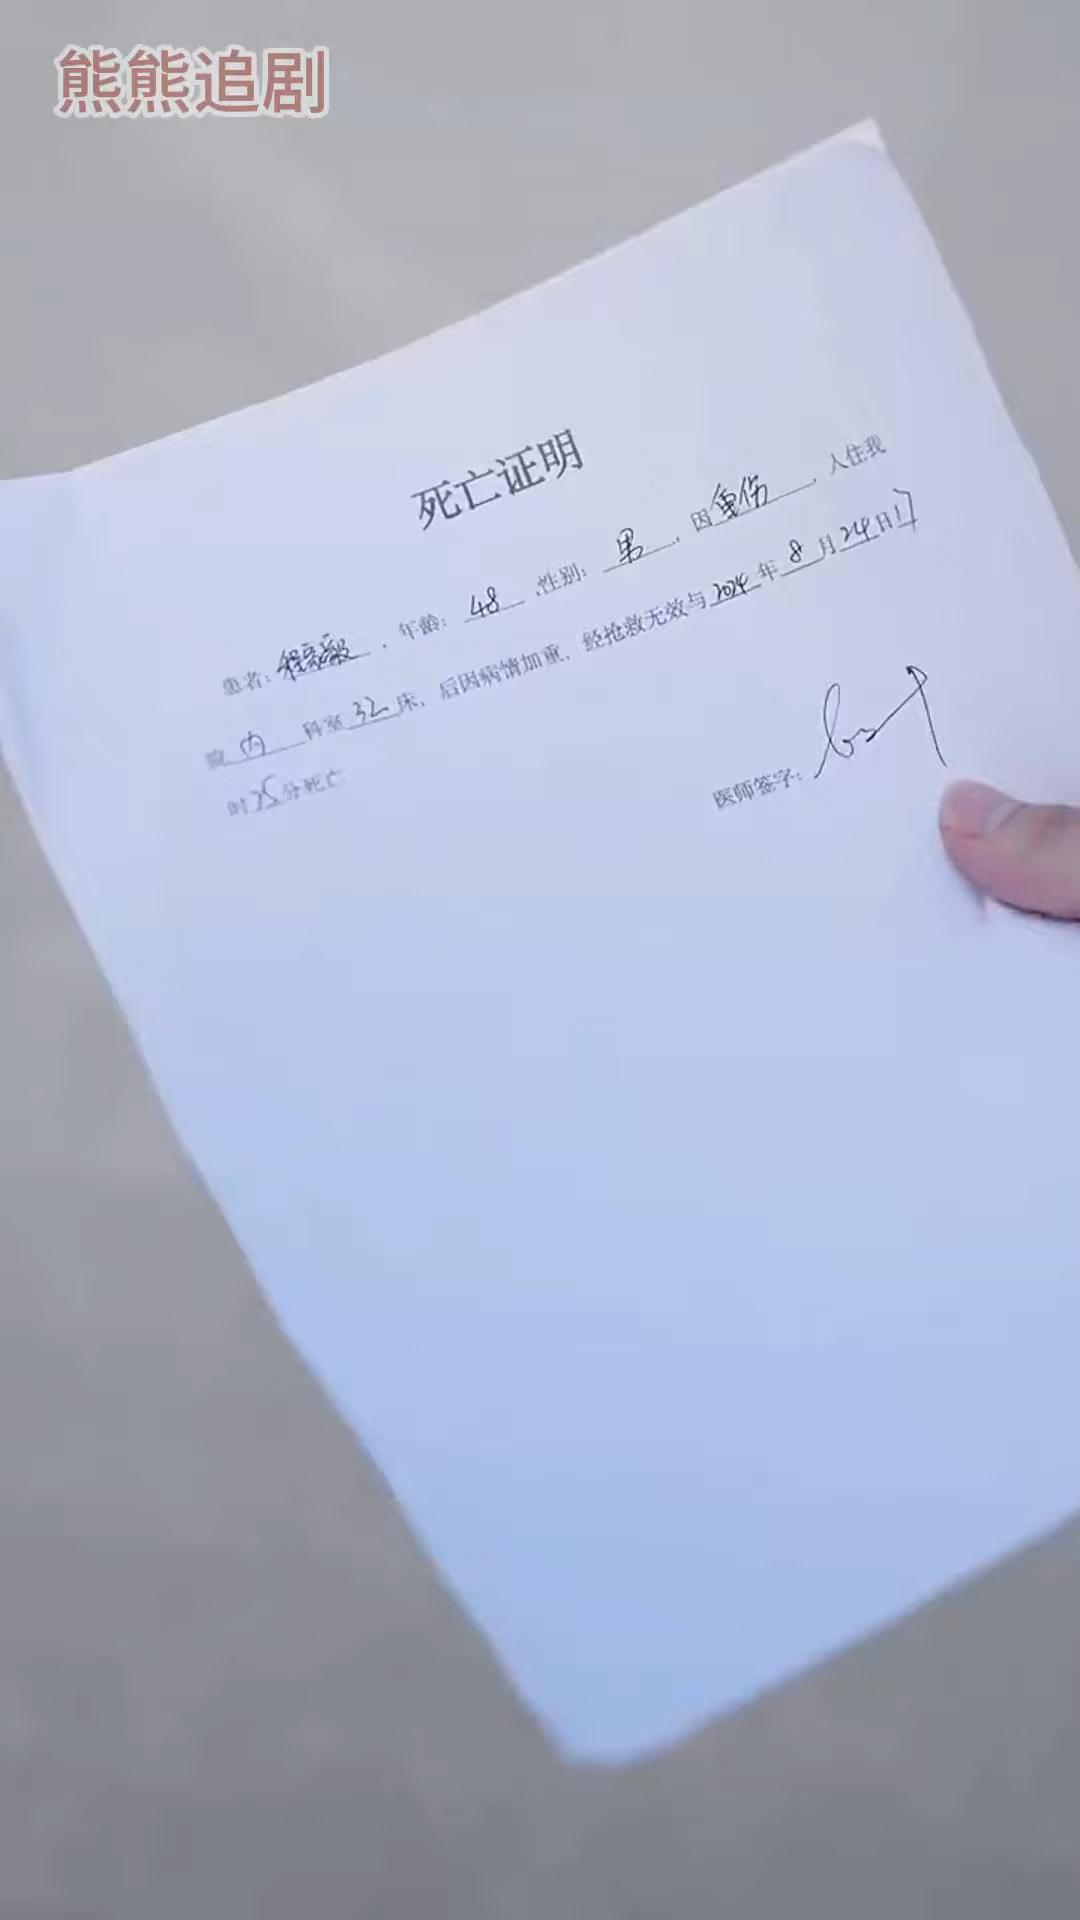 熊熊追剧
死亡证明
患者：程，年龄：48，性别：男，因重伤，入住我
院内科室32床，后因病情加重，经抢救无效与2024年8月24日17
时25分死亡
医师签字：